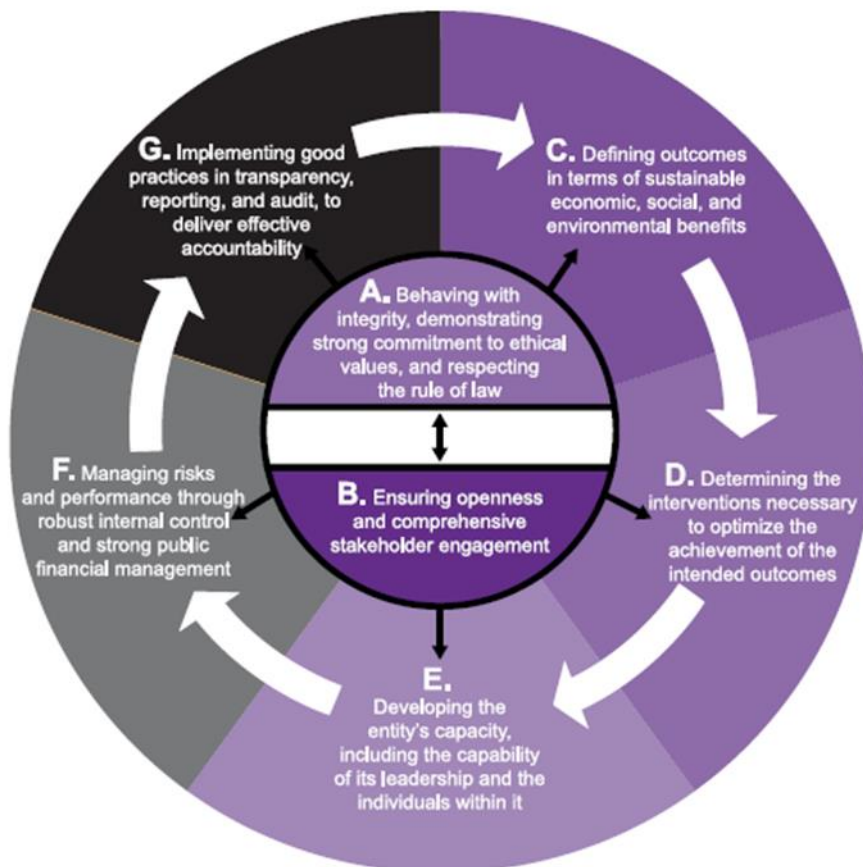 G. Implementing good
practices in transparency,
reporting, and audit, to
deliver effective
accountability
C. Defining outcomes
in terms of sustainable
economic, social, and
environmental benefits
A. Behaving with
integrity, demonstrating
strong commitment to ethical
values, and respecting
the rule of law
B. Ensuring openness
and comprehensive
stakeholder engagement
D. Determining the
interventions necessary
to optimize the
achievement of the
intended outcomes
E.
Developing the
entity's capacity,
including the capability
of its leadership and the
individuals within it
F. Managing risks
and performance through
robust internal control
and strong public
financial management